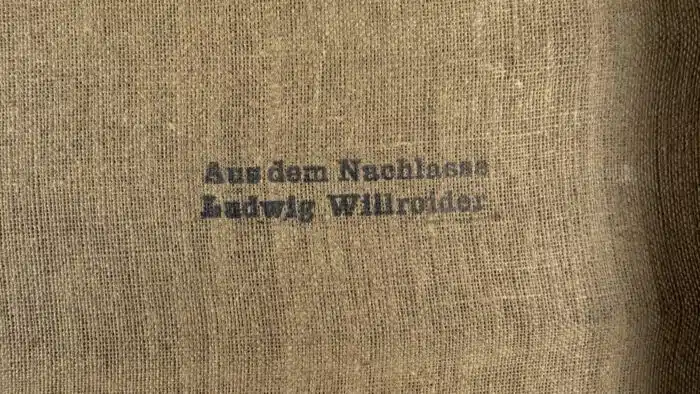 Aus dem Nachlasse
Ludwig Willroider